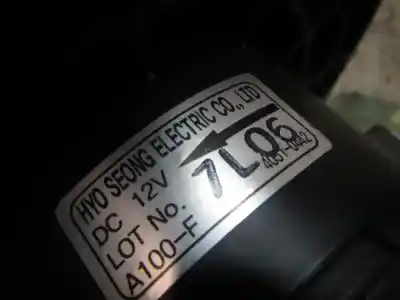 HYO SEONG ELECTRIC CO., LTD
DC 12V
LOT No. 7L06
A100-F